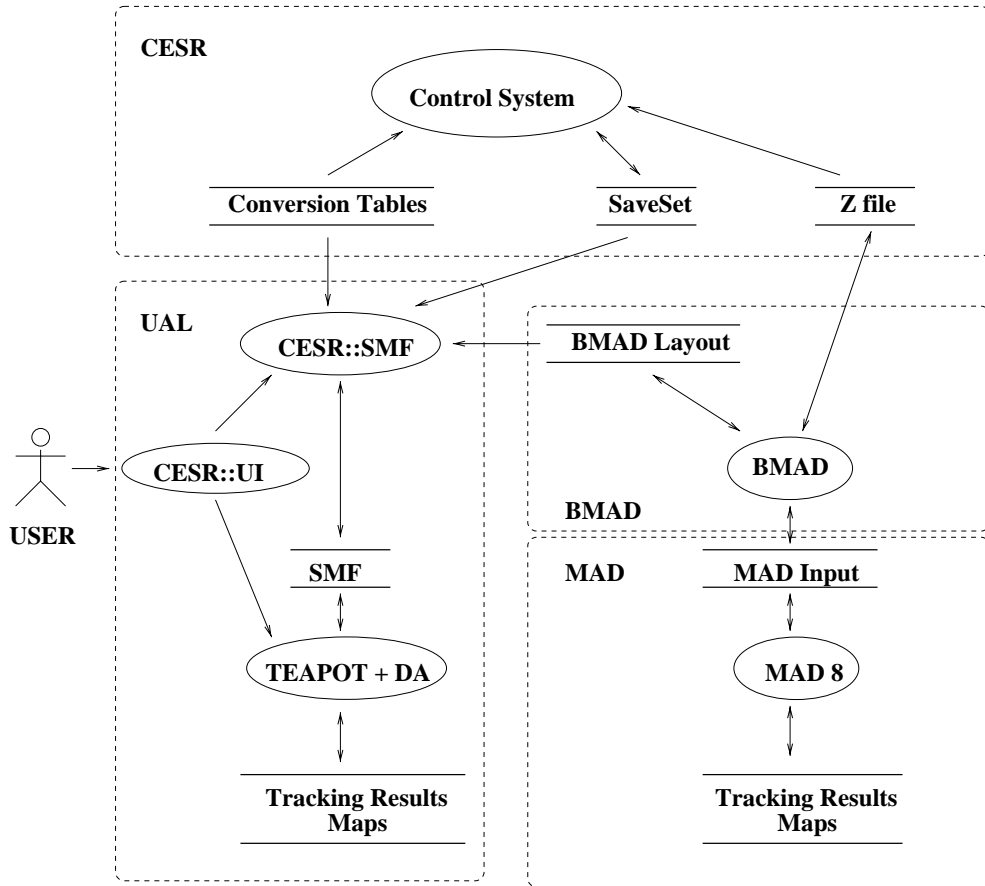 CESR
Control System
Conversion Tables
SaveSet
Z file
UAL
CESR::SMF
BMAD Layout
CESR::UI
BMAD
USER
BMAD
SMF
MAD
MAD Input
TEAPOT + DA
MAD 8
Tracking Results
Maps
Tracking Results
Maps